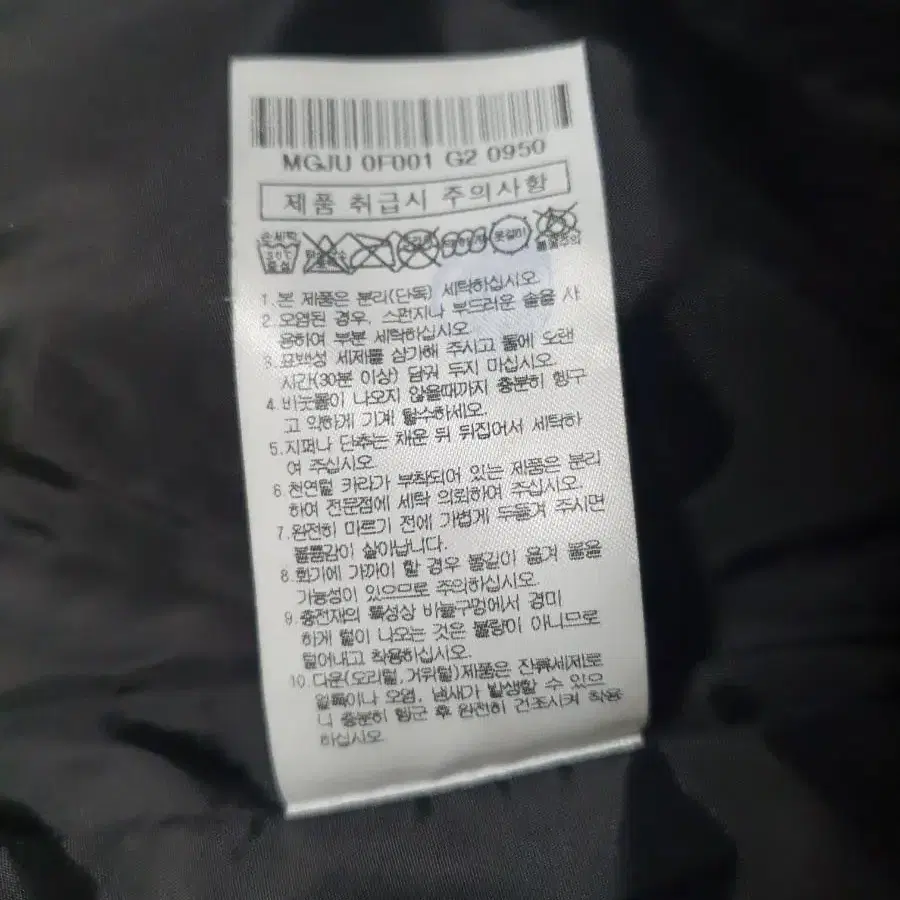 MGJU 0F001 G2 0950
제품 취급시 주의사항
손세탁
30℃
중성
옷걸이
불꽃주의
1.본 제품은 분리(단독) 세탁하십시오.
2.오염된 경우, 스펀지나 부드러운 솔을 사
용하여 부분 세탁하십시오.
3.표백성 세제를 삼가해 주시고 물에 오랜
시간(30분 이상) 담궈 두지 마십시오.
4.비눗물이 나오지 않을때까지 충분히 헹구
고 약하게 기계 탈수하세요.
5.지퍼나 단추는 채운 뒤 뒤집어서 세탁하
여 주십시오.
6.천연털 카라가 부착되어 있는 제품은 분리
하여 전문점에 세탁 의뢰하여 주십시오.
7.완전히 마르기 전에 가볍게 두들겨 주시면
볼륨감이 살아납니다.
8.화기에 가까이 할 경우 불길이 옮겨 붙을
가능성이 있으므로 주의하십시오.
9.충전재의 특성상 바늘구멍에서 경미
하게 털이 나오는 것은 불량이 아니므로
털어내고 착용하십시오.
10.다운(오리털,거위털)제품은 잔류세제로
얼룩이나 오염, 냄새가 발생할 수 있으
니 충분히 헹군 후 완전히 건조시켜 착용
하십시오